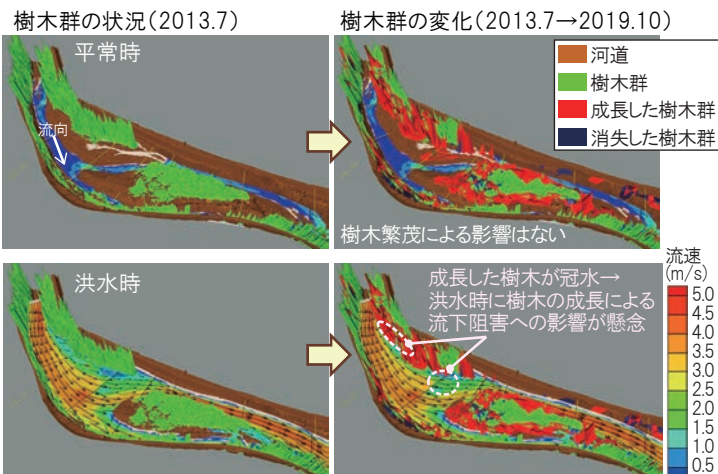 樹木群の状況(2013.7)
樹木群の変化(2013.7→2019.10)
平常時
流向
河道
樹木群
成長した樹木群
消失した樹木群
樹木繁茂による影響はない
洪水時
成長した樹木が冠水→
洪水時に樹木の成長による
流下阻害への影響が懸念
流速
(m/s)
5.0
4.5
4.0
3.5
3.0
2.5
2.0
1.5
1.0
0.5